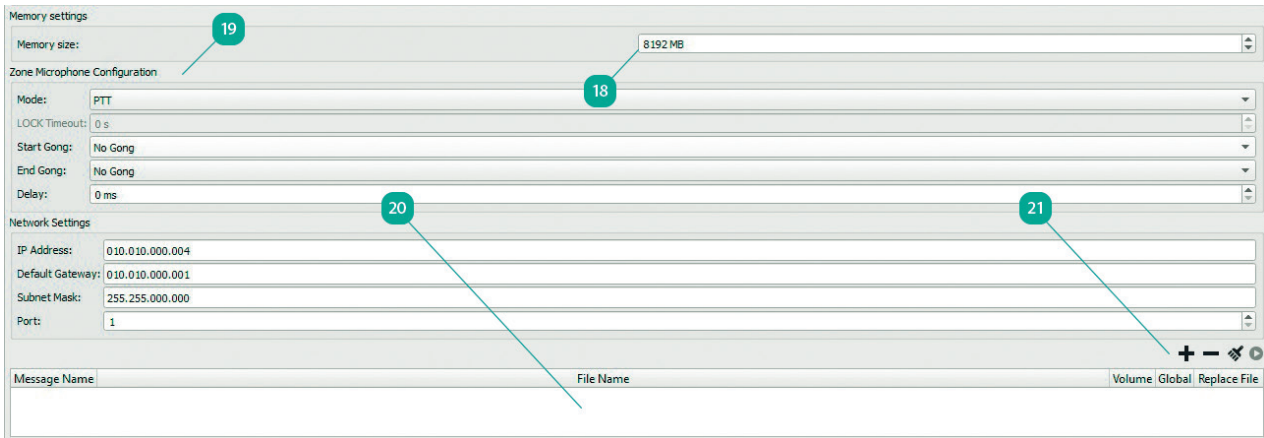 Memory settings
19
Memory size: 8192 MB
Zone Microphone Configuration
18
Mode: PTT
LOCK Timeout: 0 s
Start Gong: No Gong
End Gong: No Gong
Delay: 0 ms
20 21
Network Settings
IP Address: 010.010.000.004
Default Gateway: 010.010.000.001
Subnet Mask: 255.255.000.000
Port: 1
Message Name File Name Volume Global Replace File